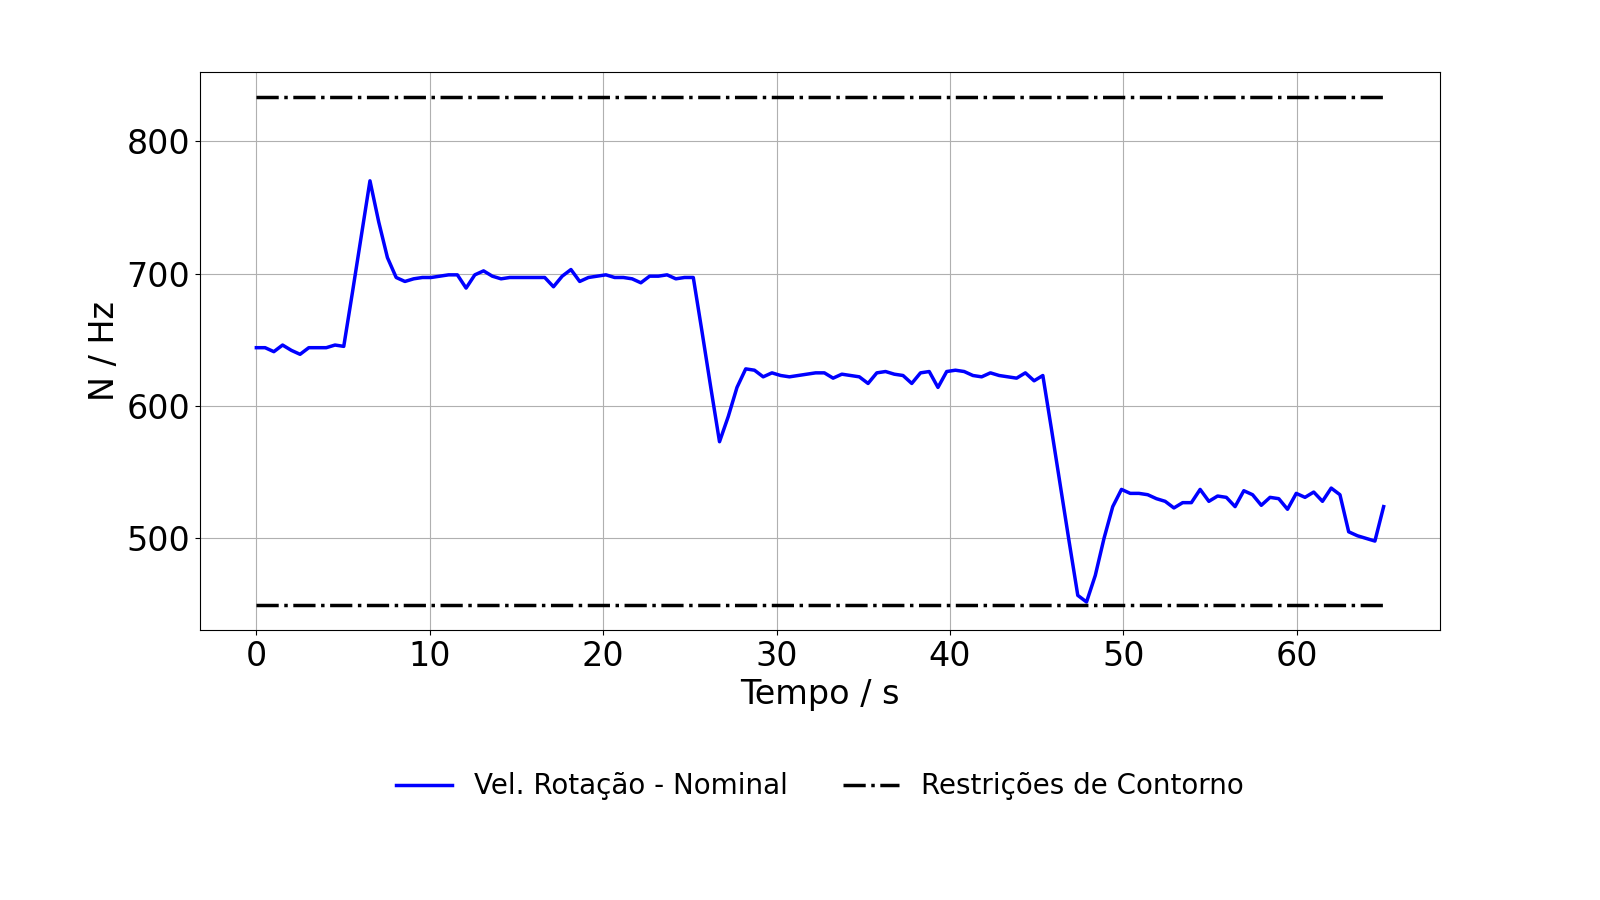 800
700
600
500
N / Hz
0 10 20 30 40 50 60
Tempo / s
Vel. Rotação - Nominal Restrições de Contorno